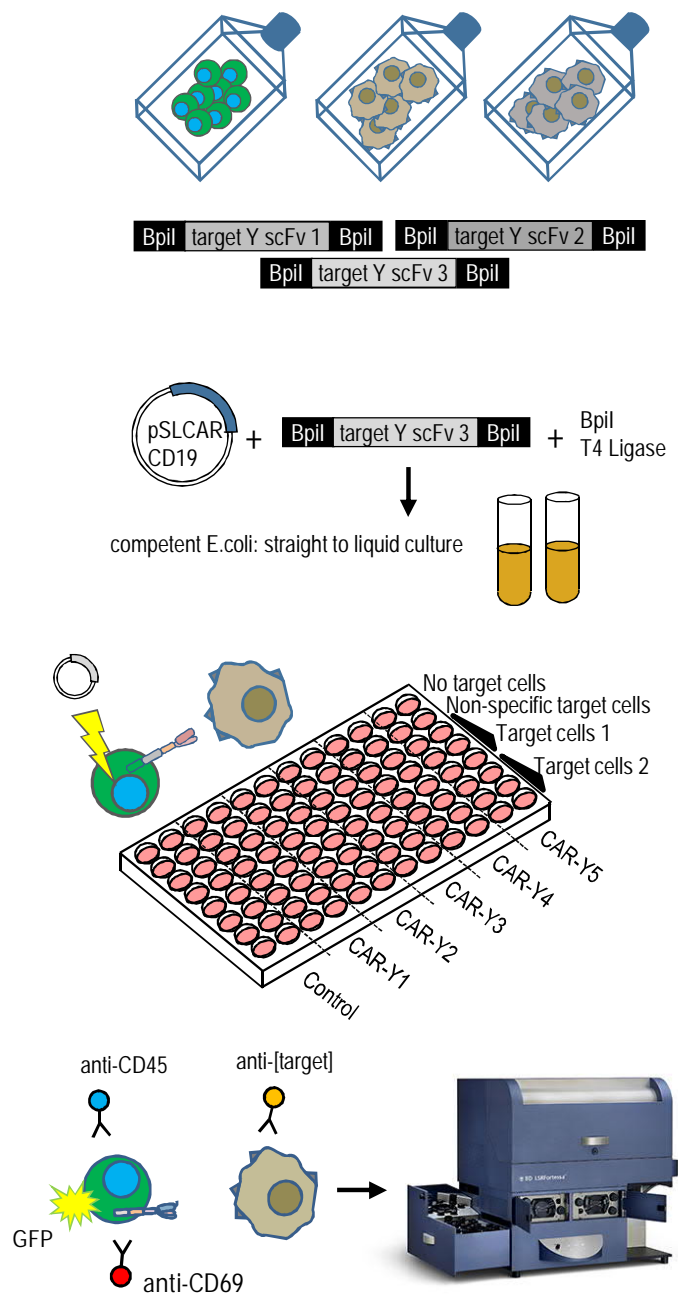 BpiI target Y scFv 1 BpiI
BpiI target Y scFv 2 BpiI
BpiI target Y scFv 3 BpiI
pSLCAR
CD19
+
BpiI target Y scFv 3 BpiI
+
BpiI
T4 Ligase
competent E.coli: straight to liquid culture
No target cells
Non-specific target cells
Target cells 1
Target cells 2
CAR-Y5
CAR-Y4
CAR-Y3
CAR-Y2
CAR-Y1
Control
anti-CD45
anti-[target]
BD LSRFortessa
GFP
anti-CD69